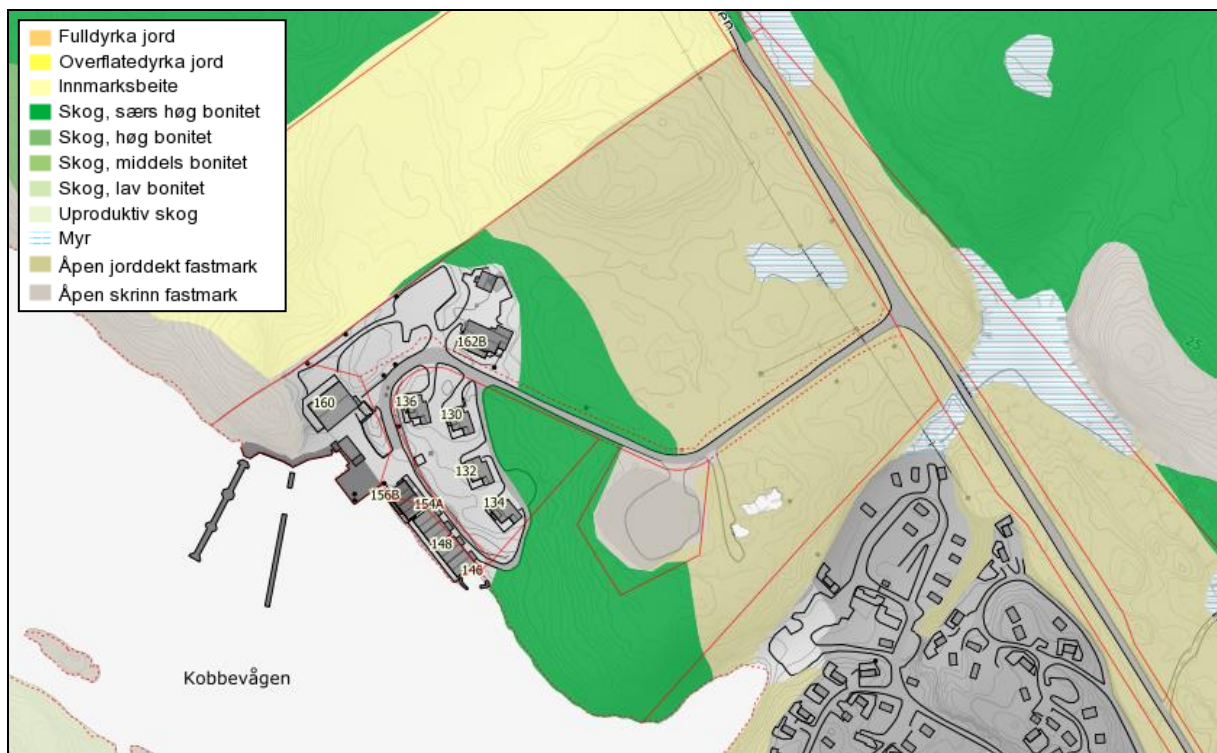 Fulldyrka jord
Overflatedyrka jord
Innmarksbeite
Skog, særs høg bonitet
Skog, høg bonitet
Skog, middels bonitet
Skog, lav bonitet
Uproduktiv skog
Myr
Åpen jorddekt fastmark
Åpen skrinn fastmark
en
25
162B
160
136
130
132
134
156B
154A
148
146
Kobbevågen